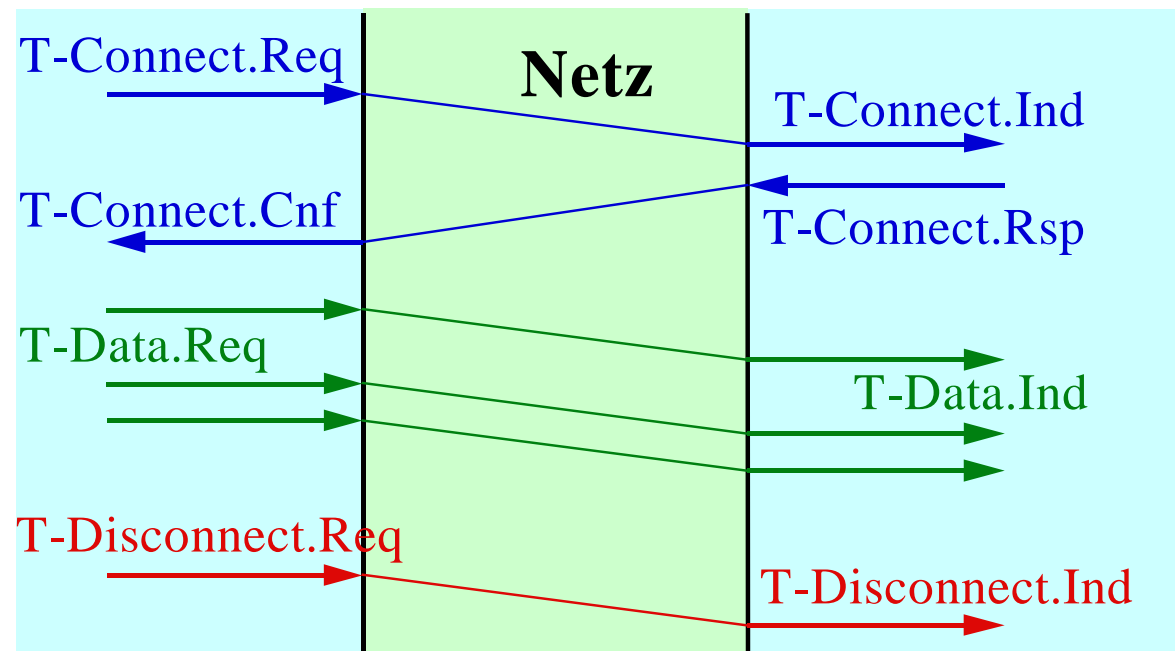 T-Connect.Req
Netz
T-Connect.Ind
T-Connect.Cnf
T-Connect.Rsp
T-Data.Req
T-Data.Ind
T-Disconnect.Req
T-Disconnect.Ind